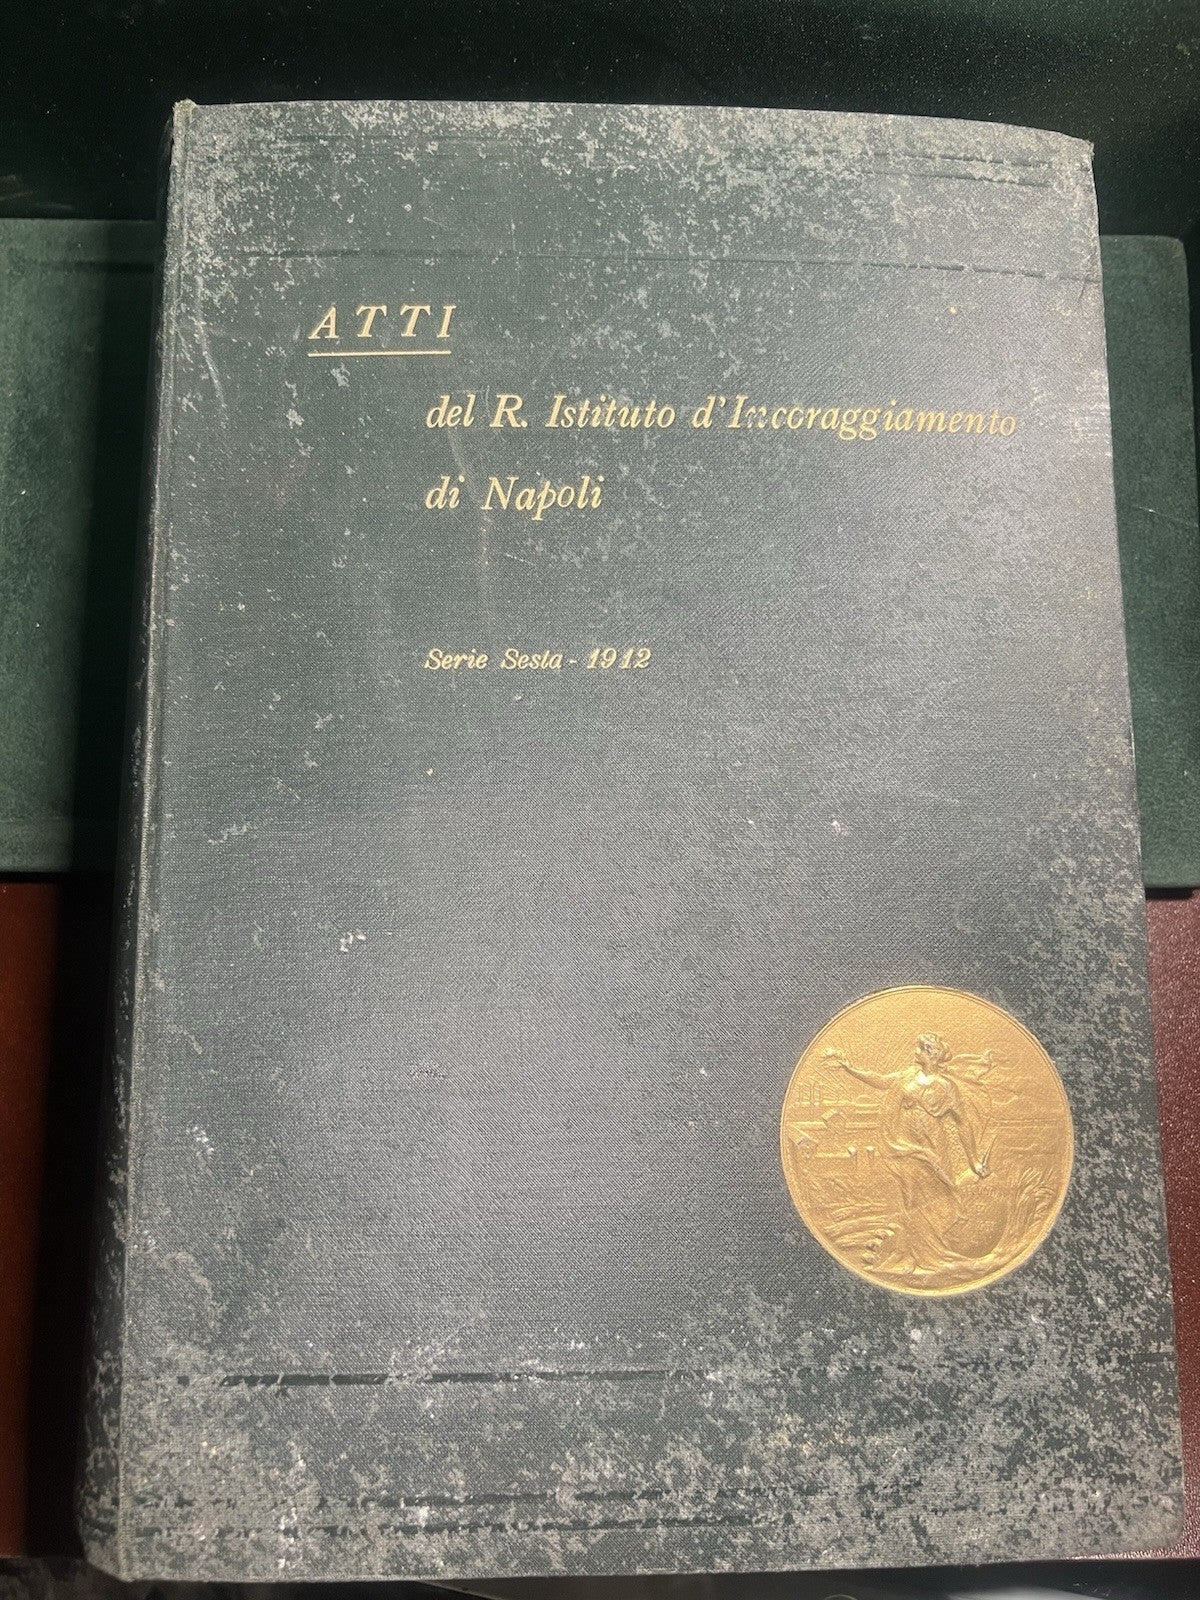 ATTI
del R. Istituto d'Incoraggiamento
di Napoli
Serie Sesta - 1912